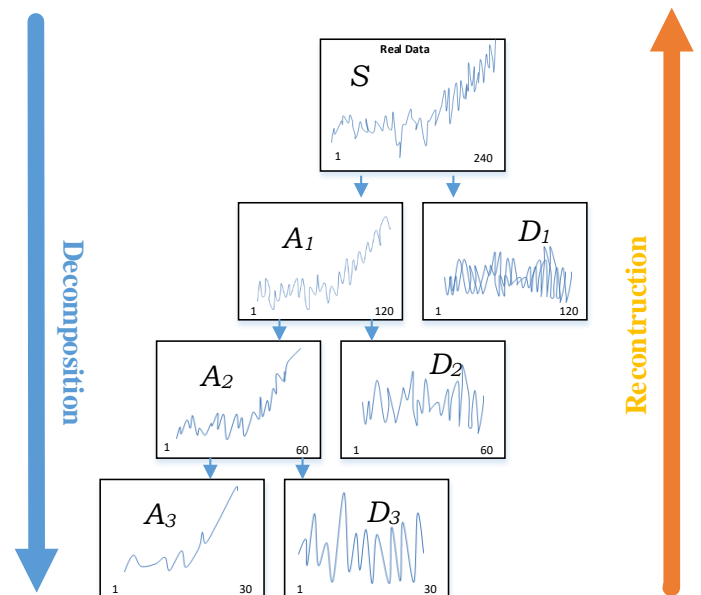 Real Data
S
1 240
A1
1 120
D1
1 120
Decomposition
Recontruction
A2
1 60
D2
1 60
A3
1 30
D3
1 30